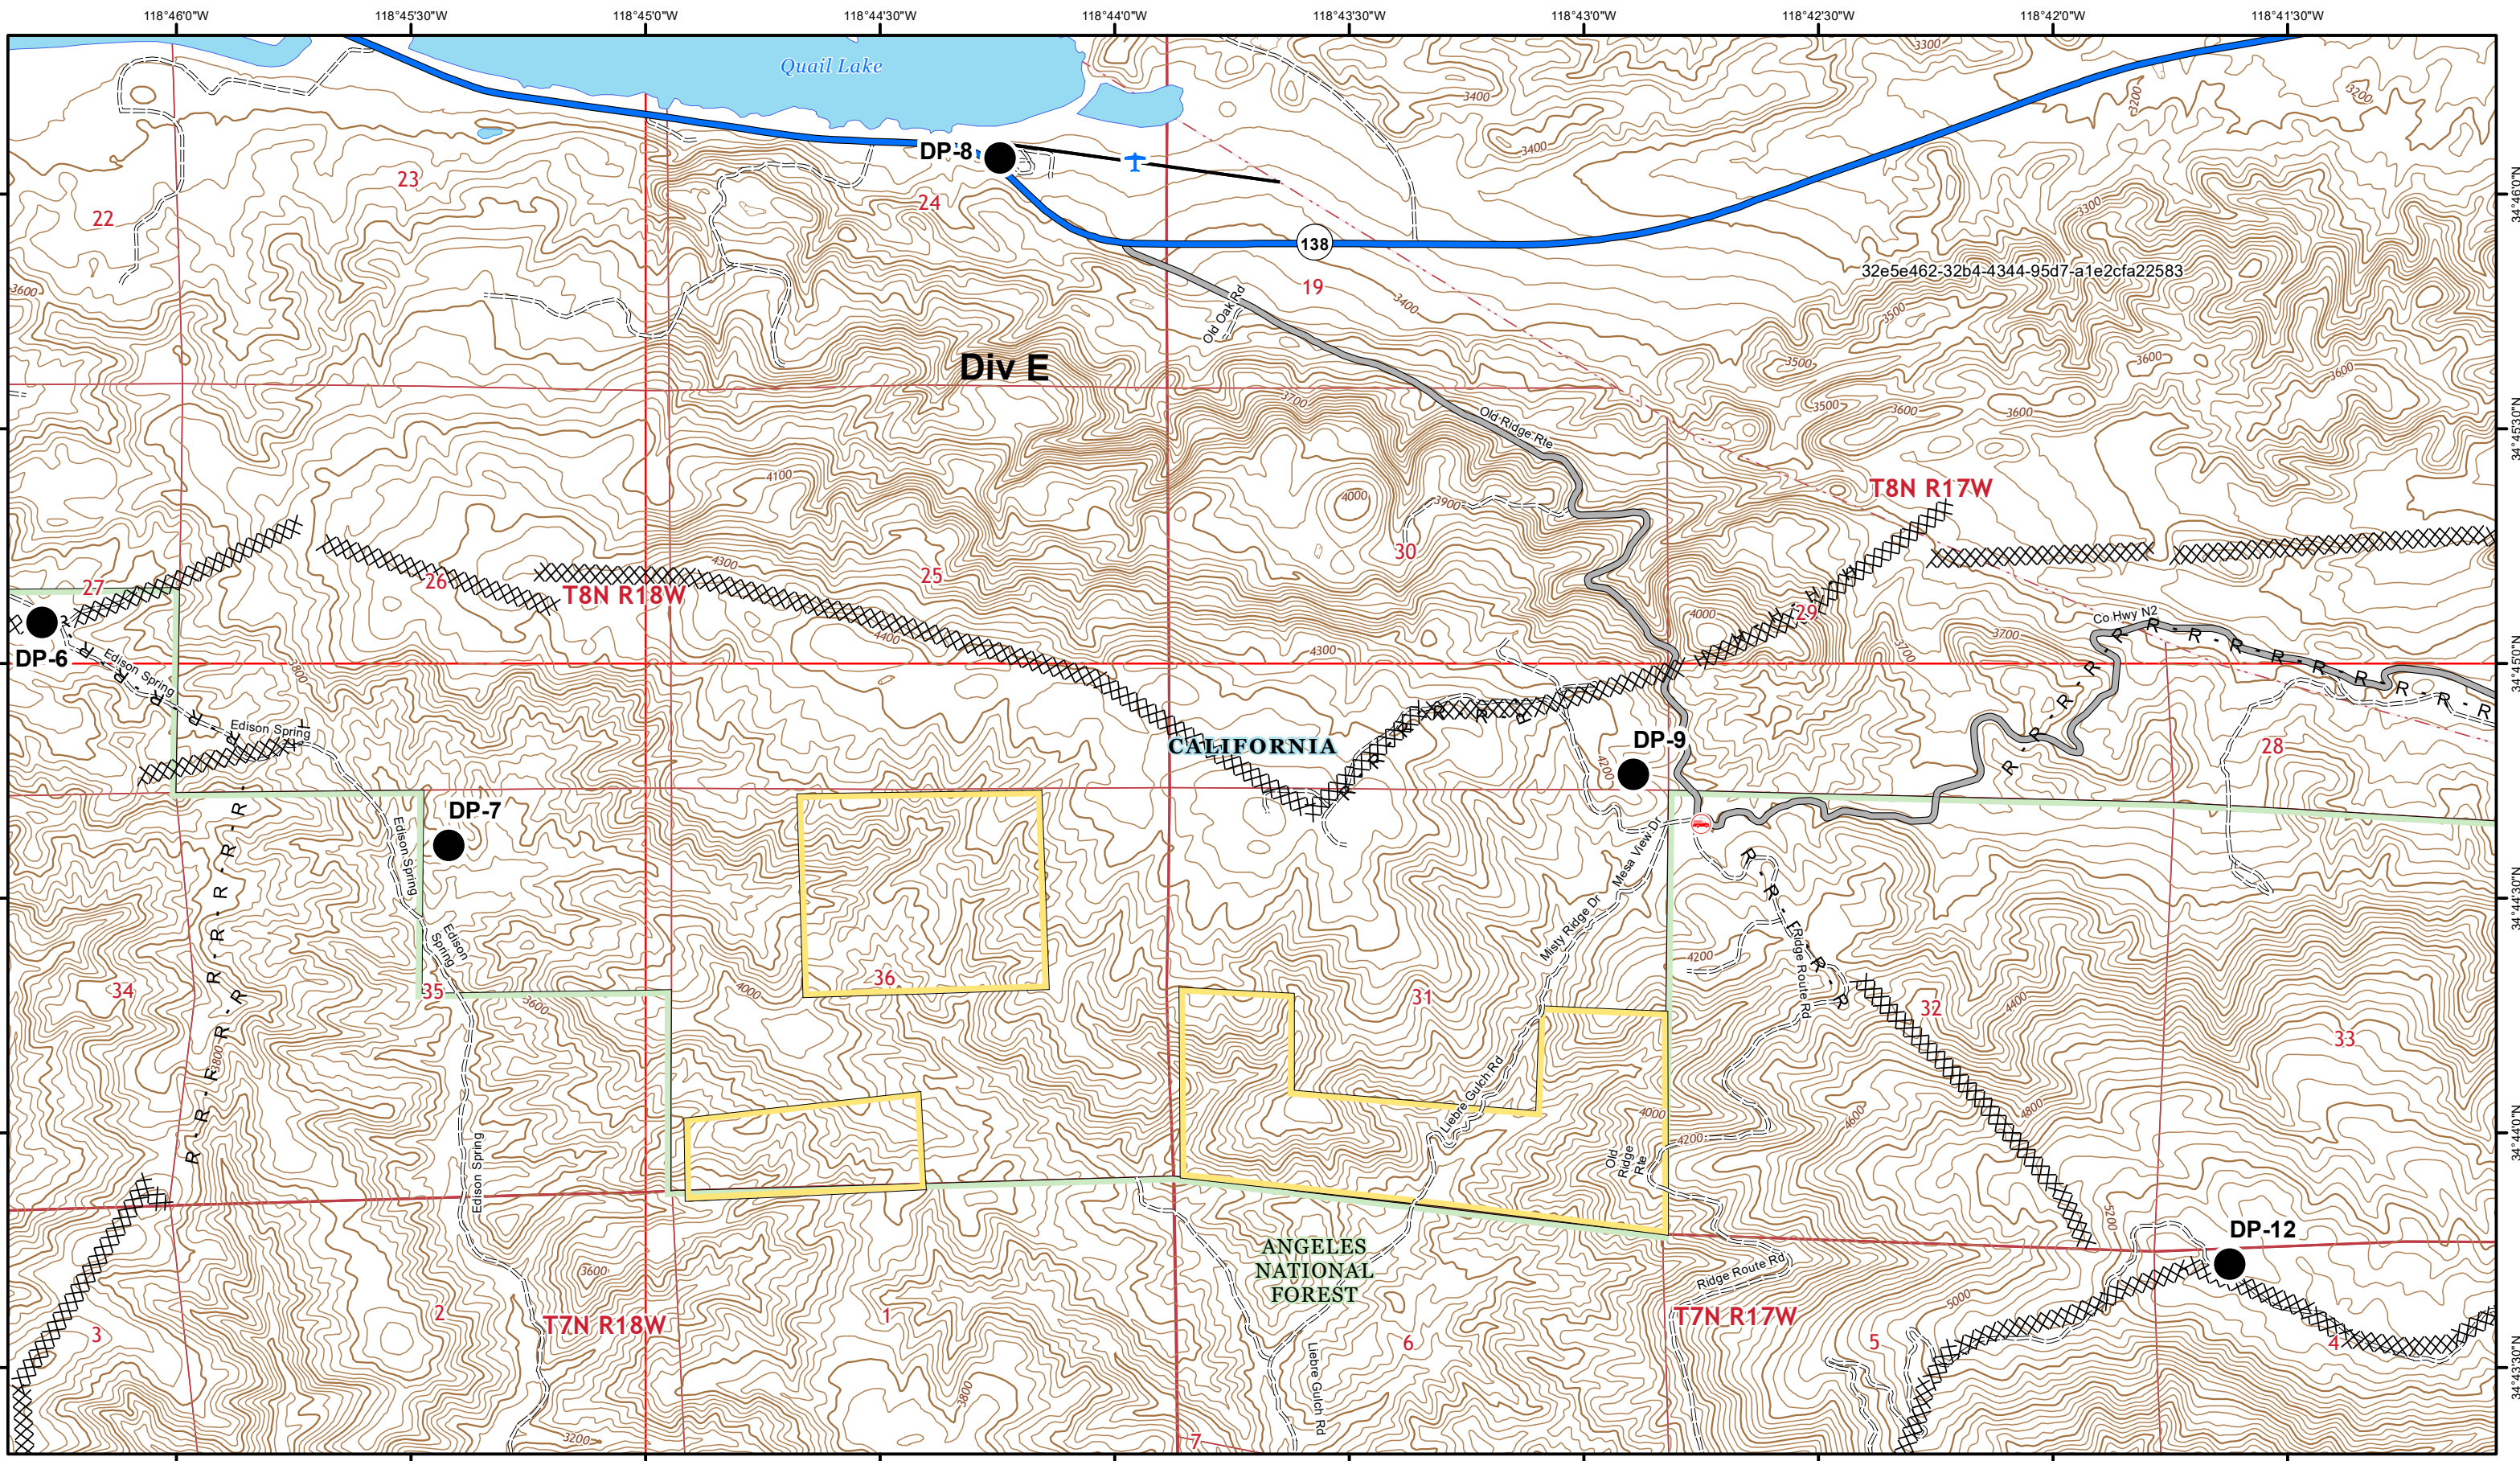 118°46'0"W
118°45'30"W
118°45'0"W
118°44'30"W
118°44'0"W
118°43'30"W
118°43'0"W
118°42'30"W
118°42'0"W
118°41'30"W
Quail Lake
3300
3400
3200
3200
DP-8
3400
23
24
22
34°46'0"N
3300
138
32e5e462-32b4-4344-95d7-a1e2cfa22583
19
3600
3400
3500
Old Oak Rd
Div E
3500
3600
3600
3700
3500
3600
3600
Old Ridge Rte
34°45'30"N
4100
T8N R17W
4000
3900
30
4300
25
26
27
T8N R18W
29
4000
Co Hwy N2
R - R - R - R - R - R - R - R - R
4400
4300
3700
3700
DP-6
Edison Spring
3800
34°45'0"N
Edison Spring
CALIFORNIA
DP-9
4200
28
DP-7
Edison Spring
Mesa View Dr
Misty Ridge Dr
34°44'30"N
Edison
Spring
4200
Ridge Route Rd
34
35
36
4000
31
32
4400
3600
33
3800
Liebre Gulch Rd
4000
4600
4800
4200
34°44'0"N
Old
Ridge
Rte
Edison Spring
5200
DP-12
ANGELES
NATIONAL
FOREST
3600
Ridge Route Rd
5000
2
1
T7N R18W
T7N R17W
3
6
5
4
34°43'30"N
Liebre Gulch Rd
3800
3200
7